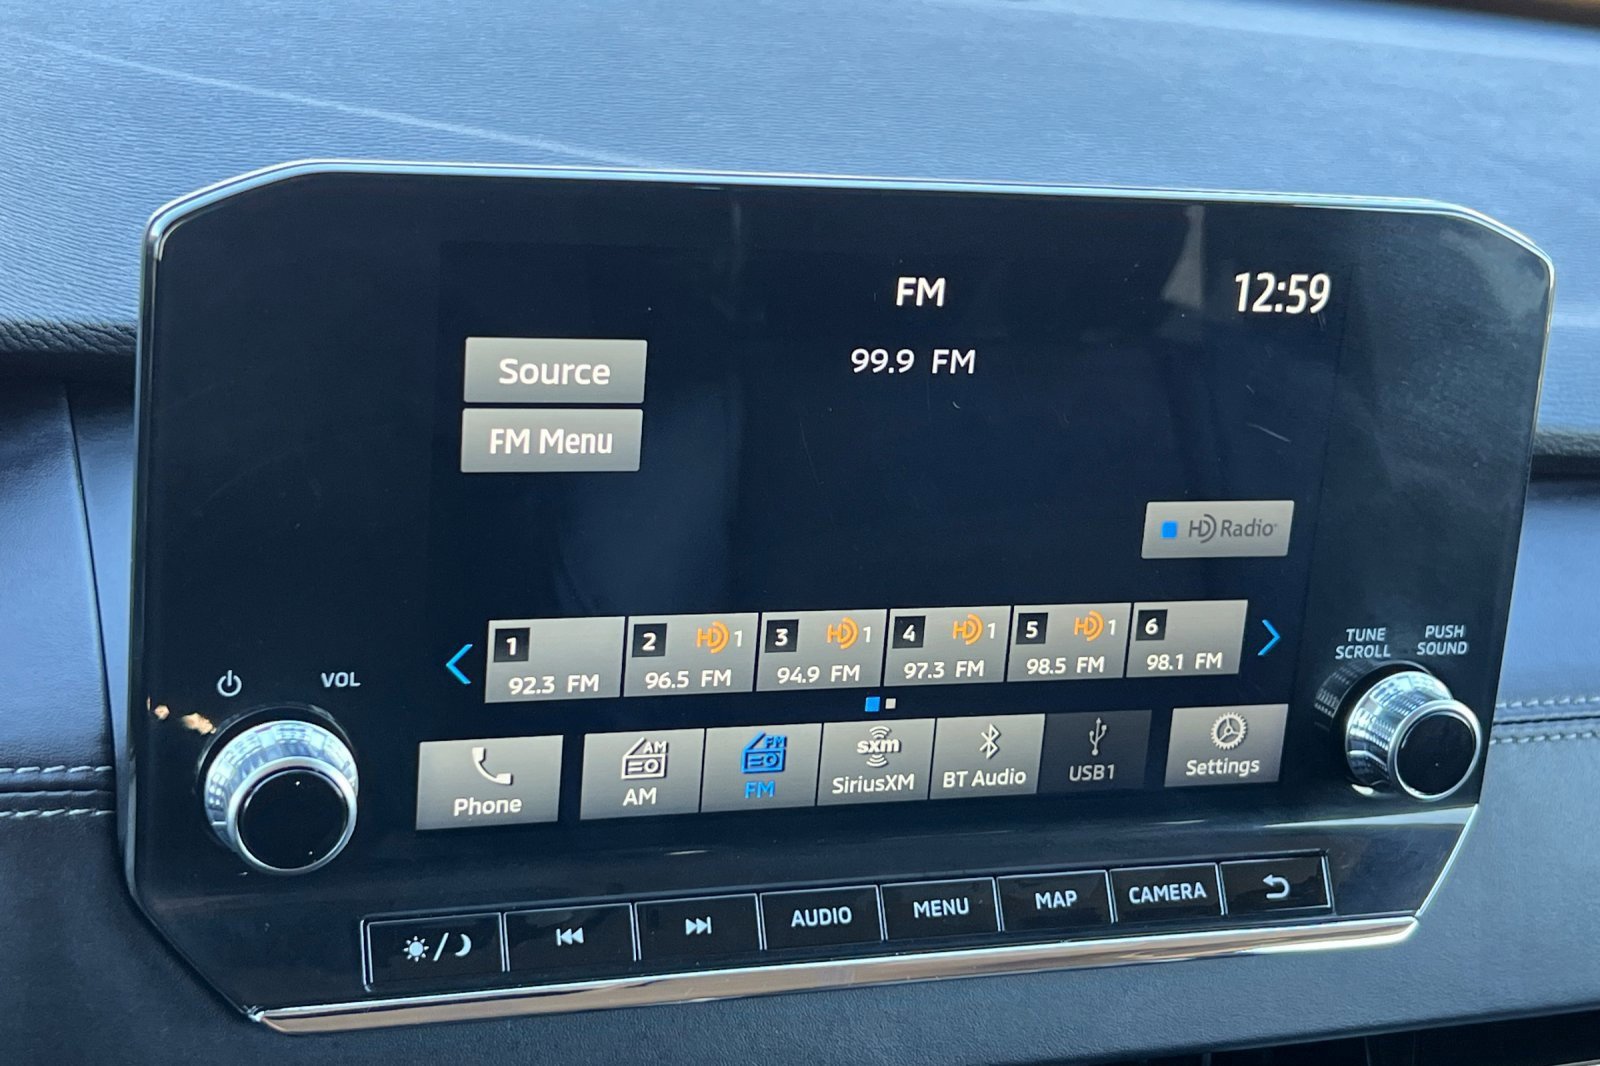 FM
12:59
99.9 FM
Source
FM Menu
HD Radio
1
92.3 FM
2 HD 1
96.5 FM
3 HD 1
94.9 FM
4 HD 1
97.3 FM
5 HD 1
98.5 FM
6
98.1 FM
VOL
TUNE
SCROLL
PUSH
SOUND
Phone
AM
AM
FM
FM
sxm
SiriusXM
BT Audio
USB1
Settings
AUDIO
MENU
MAP
CAMERA